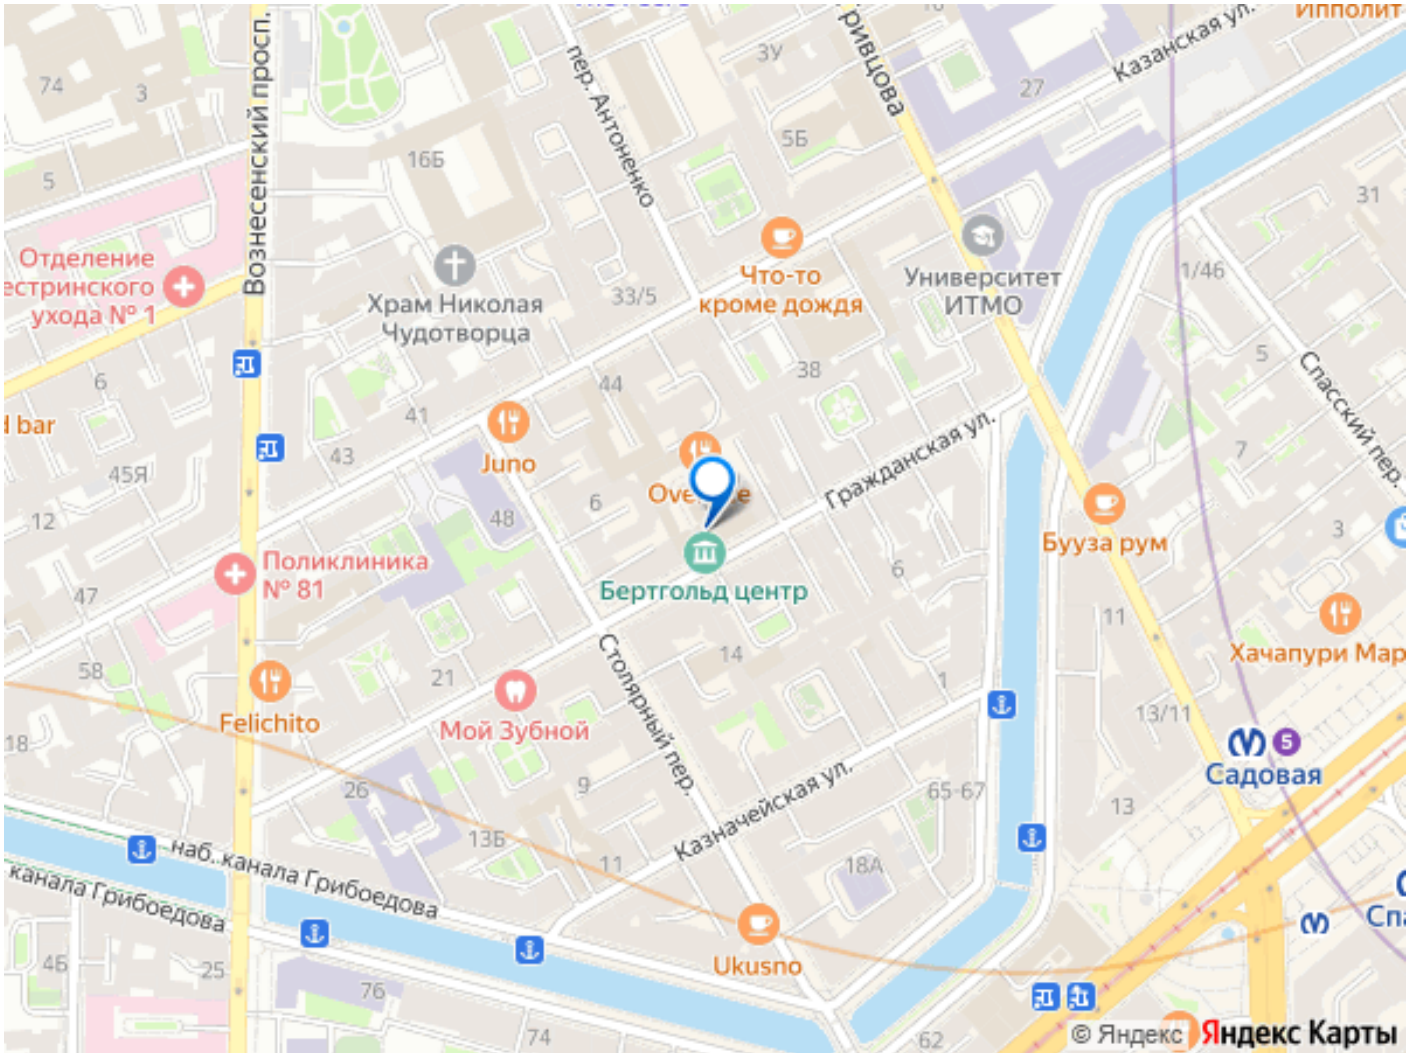 Ипполит
Казанская ул.
Вознесенский просп.
пер. Антоненко
ривцова
3У
74
3
27
5Б
16Б
5
31
Отделение
естринского
ухода № 1
Храм Николая
Чудотворца
Что-то
кроме дождя
Университет
ИТМО
1/46
33/5
5
Спасский пер.
6
44
38
41
bar
Juno
43
45Я
Гражданская ул.
7
12
48
6
3
Бууза рум
Поликлиника
№ 81
Бертгольд центр
6
47
11
Хачапури Мар
58
21
14
1
Столярный пер.
Felichito
Мой Зубной
13/11
18
5
Садовая
26
9
Казначейская ул.
65-67
13
13Б
11
18А
наб. канала Грибоедова
канала Грибоедова
Спа
4Б
25
Ukusno
76
74
62
© Яндекс Яндекс Карты